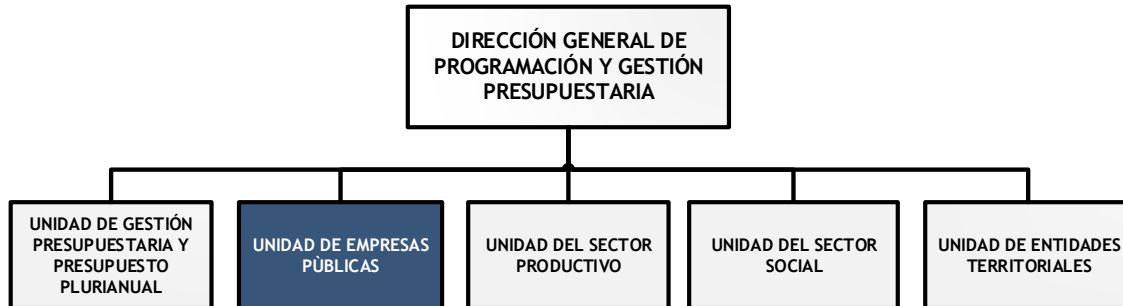 DIRECCIÓN GENERAL DE
PROGRAMACIÓN Y GESTIÓN
PRESUPUESTARIA
UNIDAD DE GESTIÓN
PRESUPUESTARIA Y
PRESUPUESTO
PLURIANUAL
UNIDAD DE EMPRESAS
PÙBLICAS
UNIDAD DEL SECTOR
PRODUCTIVO
UNIDAD DEL SECTOR
SOCIAL
UNIDAD DE ENTIDADES
TERRITORIALES